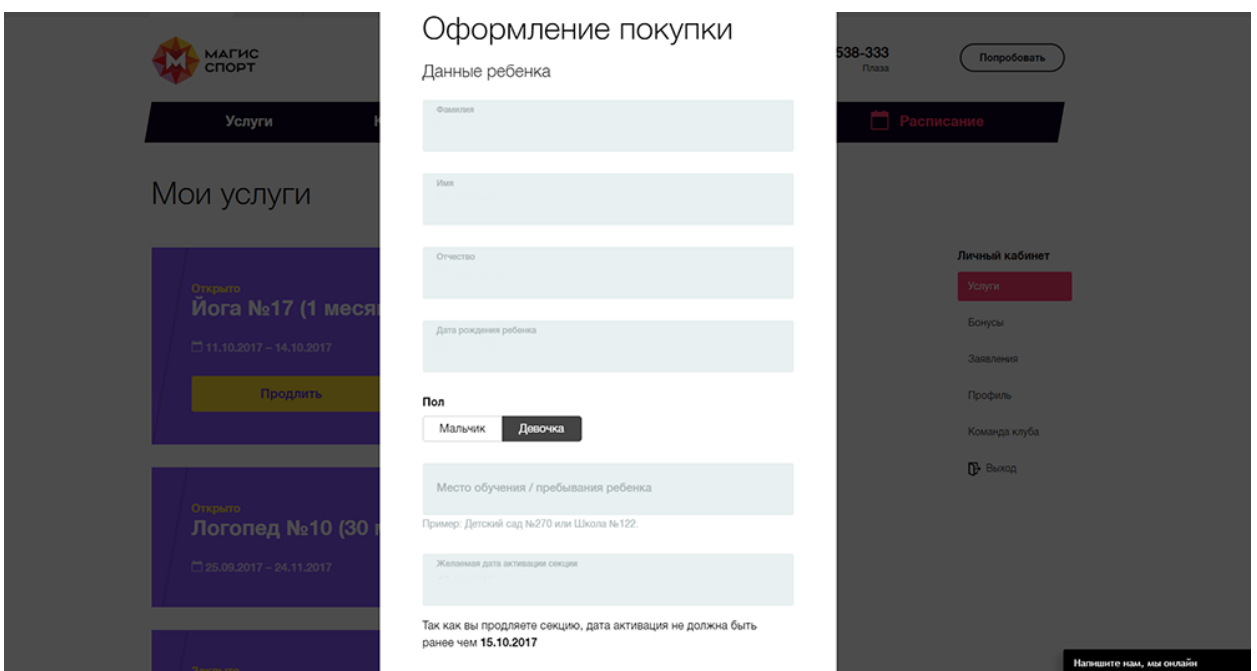 МАГИС
СПОРТ
538-333
Плаза
Попробовать
Услуги
Расписание
Мои услуги
Открыто
Йога №17 (1 меся
11.10.2017 – 14.10.2017
Продлить
Открыто
Логопед №10 (30
25.09.2017 – 24.11.2017
Закрыто
Оформление покупки
Данные ребенка
Фамилия
Имя
Отчество
Дата рождения ребенка
Пол
Мальчик
Девочка
Место обучения / пребывания ребенка
Пример: Детский сад №270 или Школа №122.
Желаемая дата активации секции
Так как вы продляете секцию, дата активация не должна быть
ранее чем 15.10.2017
Личный кабинет
Услуги
Бонусы
Заявления
Профиль
Команда клуба
Выход
Напишите нам, мы онлайн